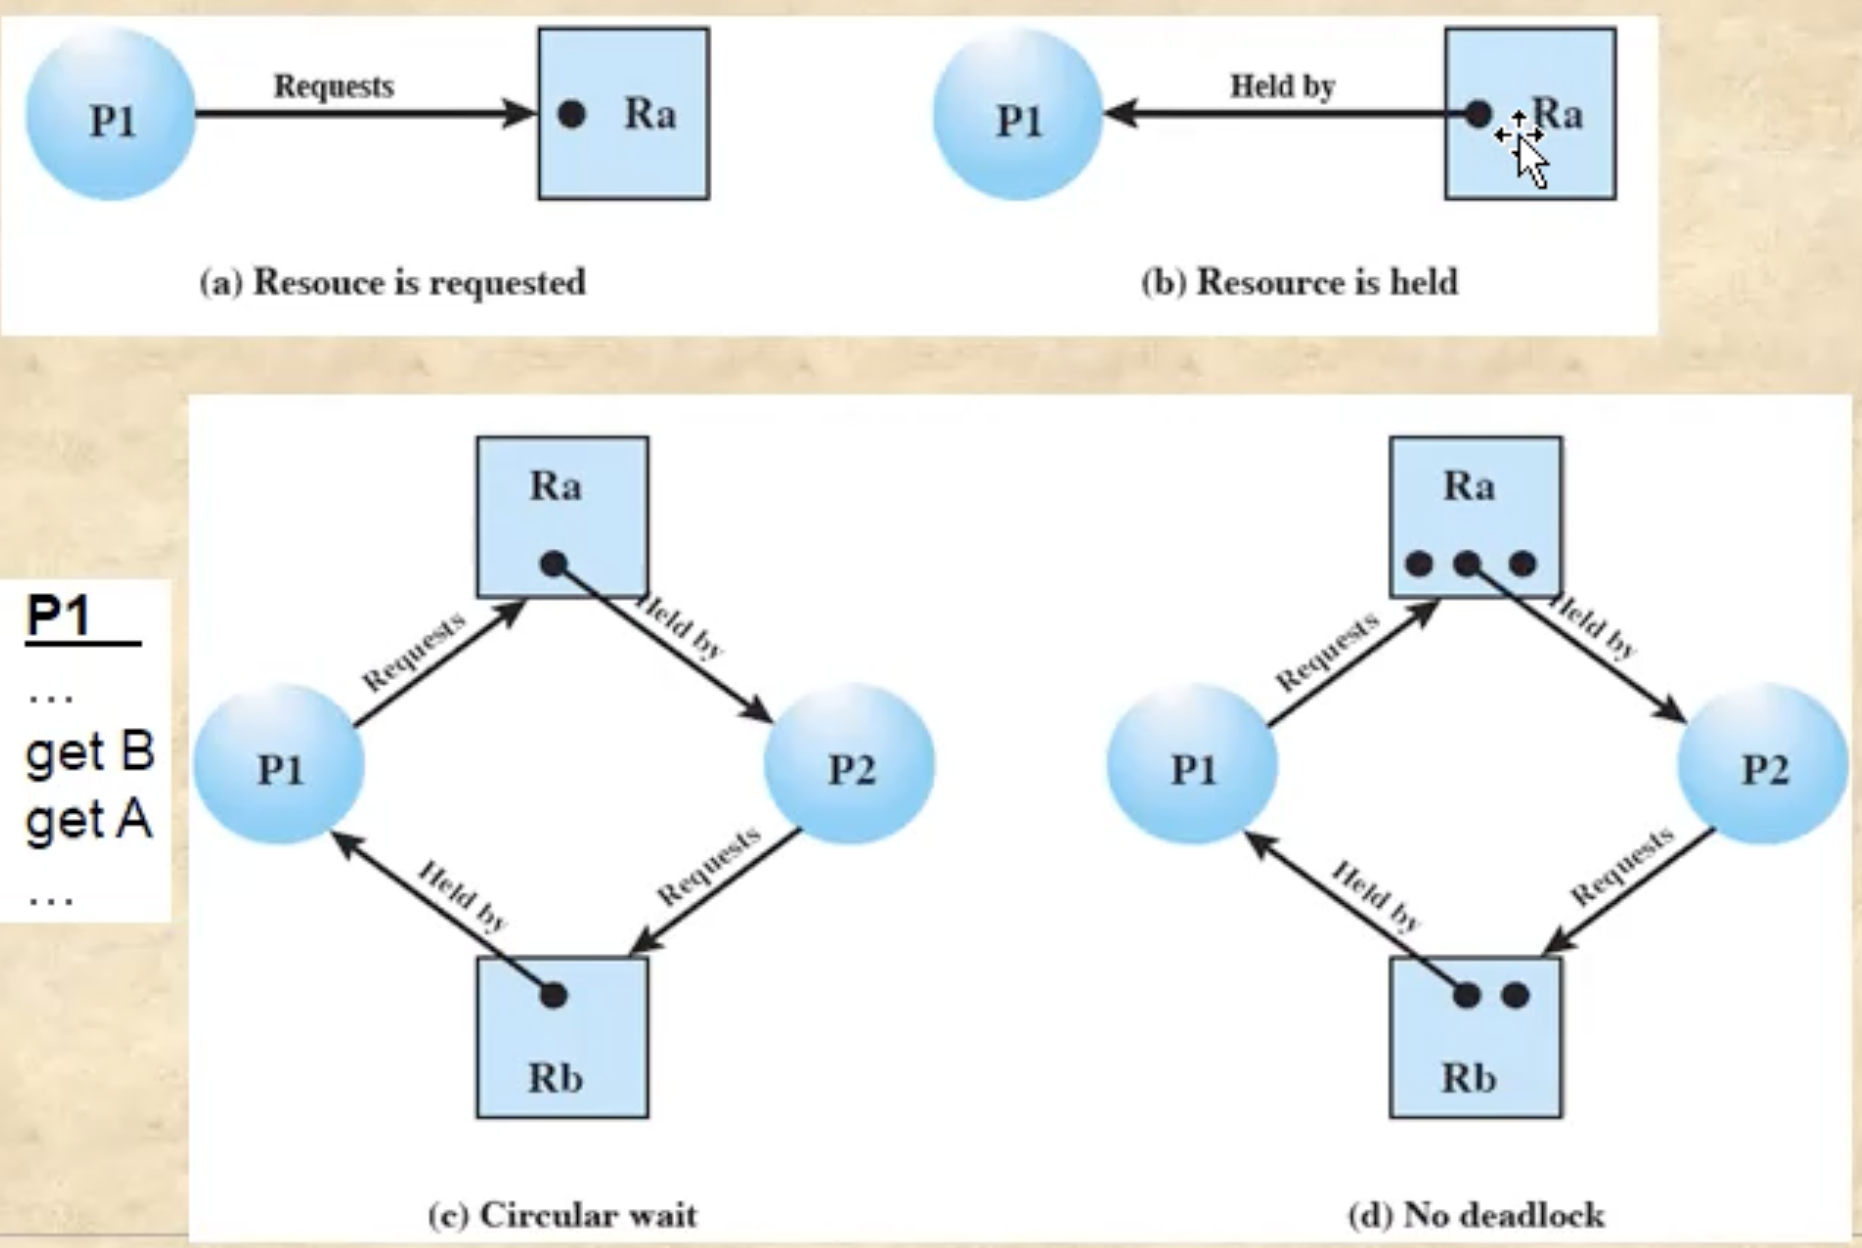 P1
Requests
Ra
P1
Held by
Ra
(a) Resouce is requested
(b) Resource is held
P1
...
get B
get A
...
Ra
Requests
Held by
P1
P2
Held by
Requests
Rb
(c) Circular wait
Ra
Requests
Held by
P1
P2
Held by
Requests
Rb
(d) No deadlock